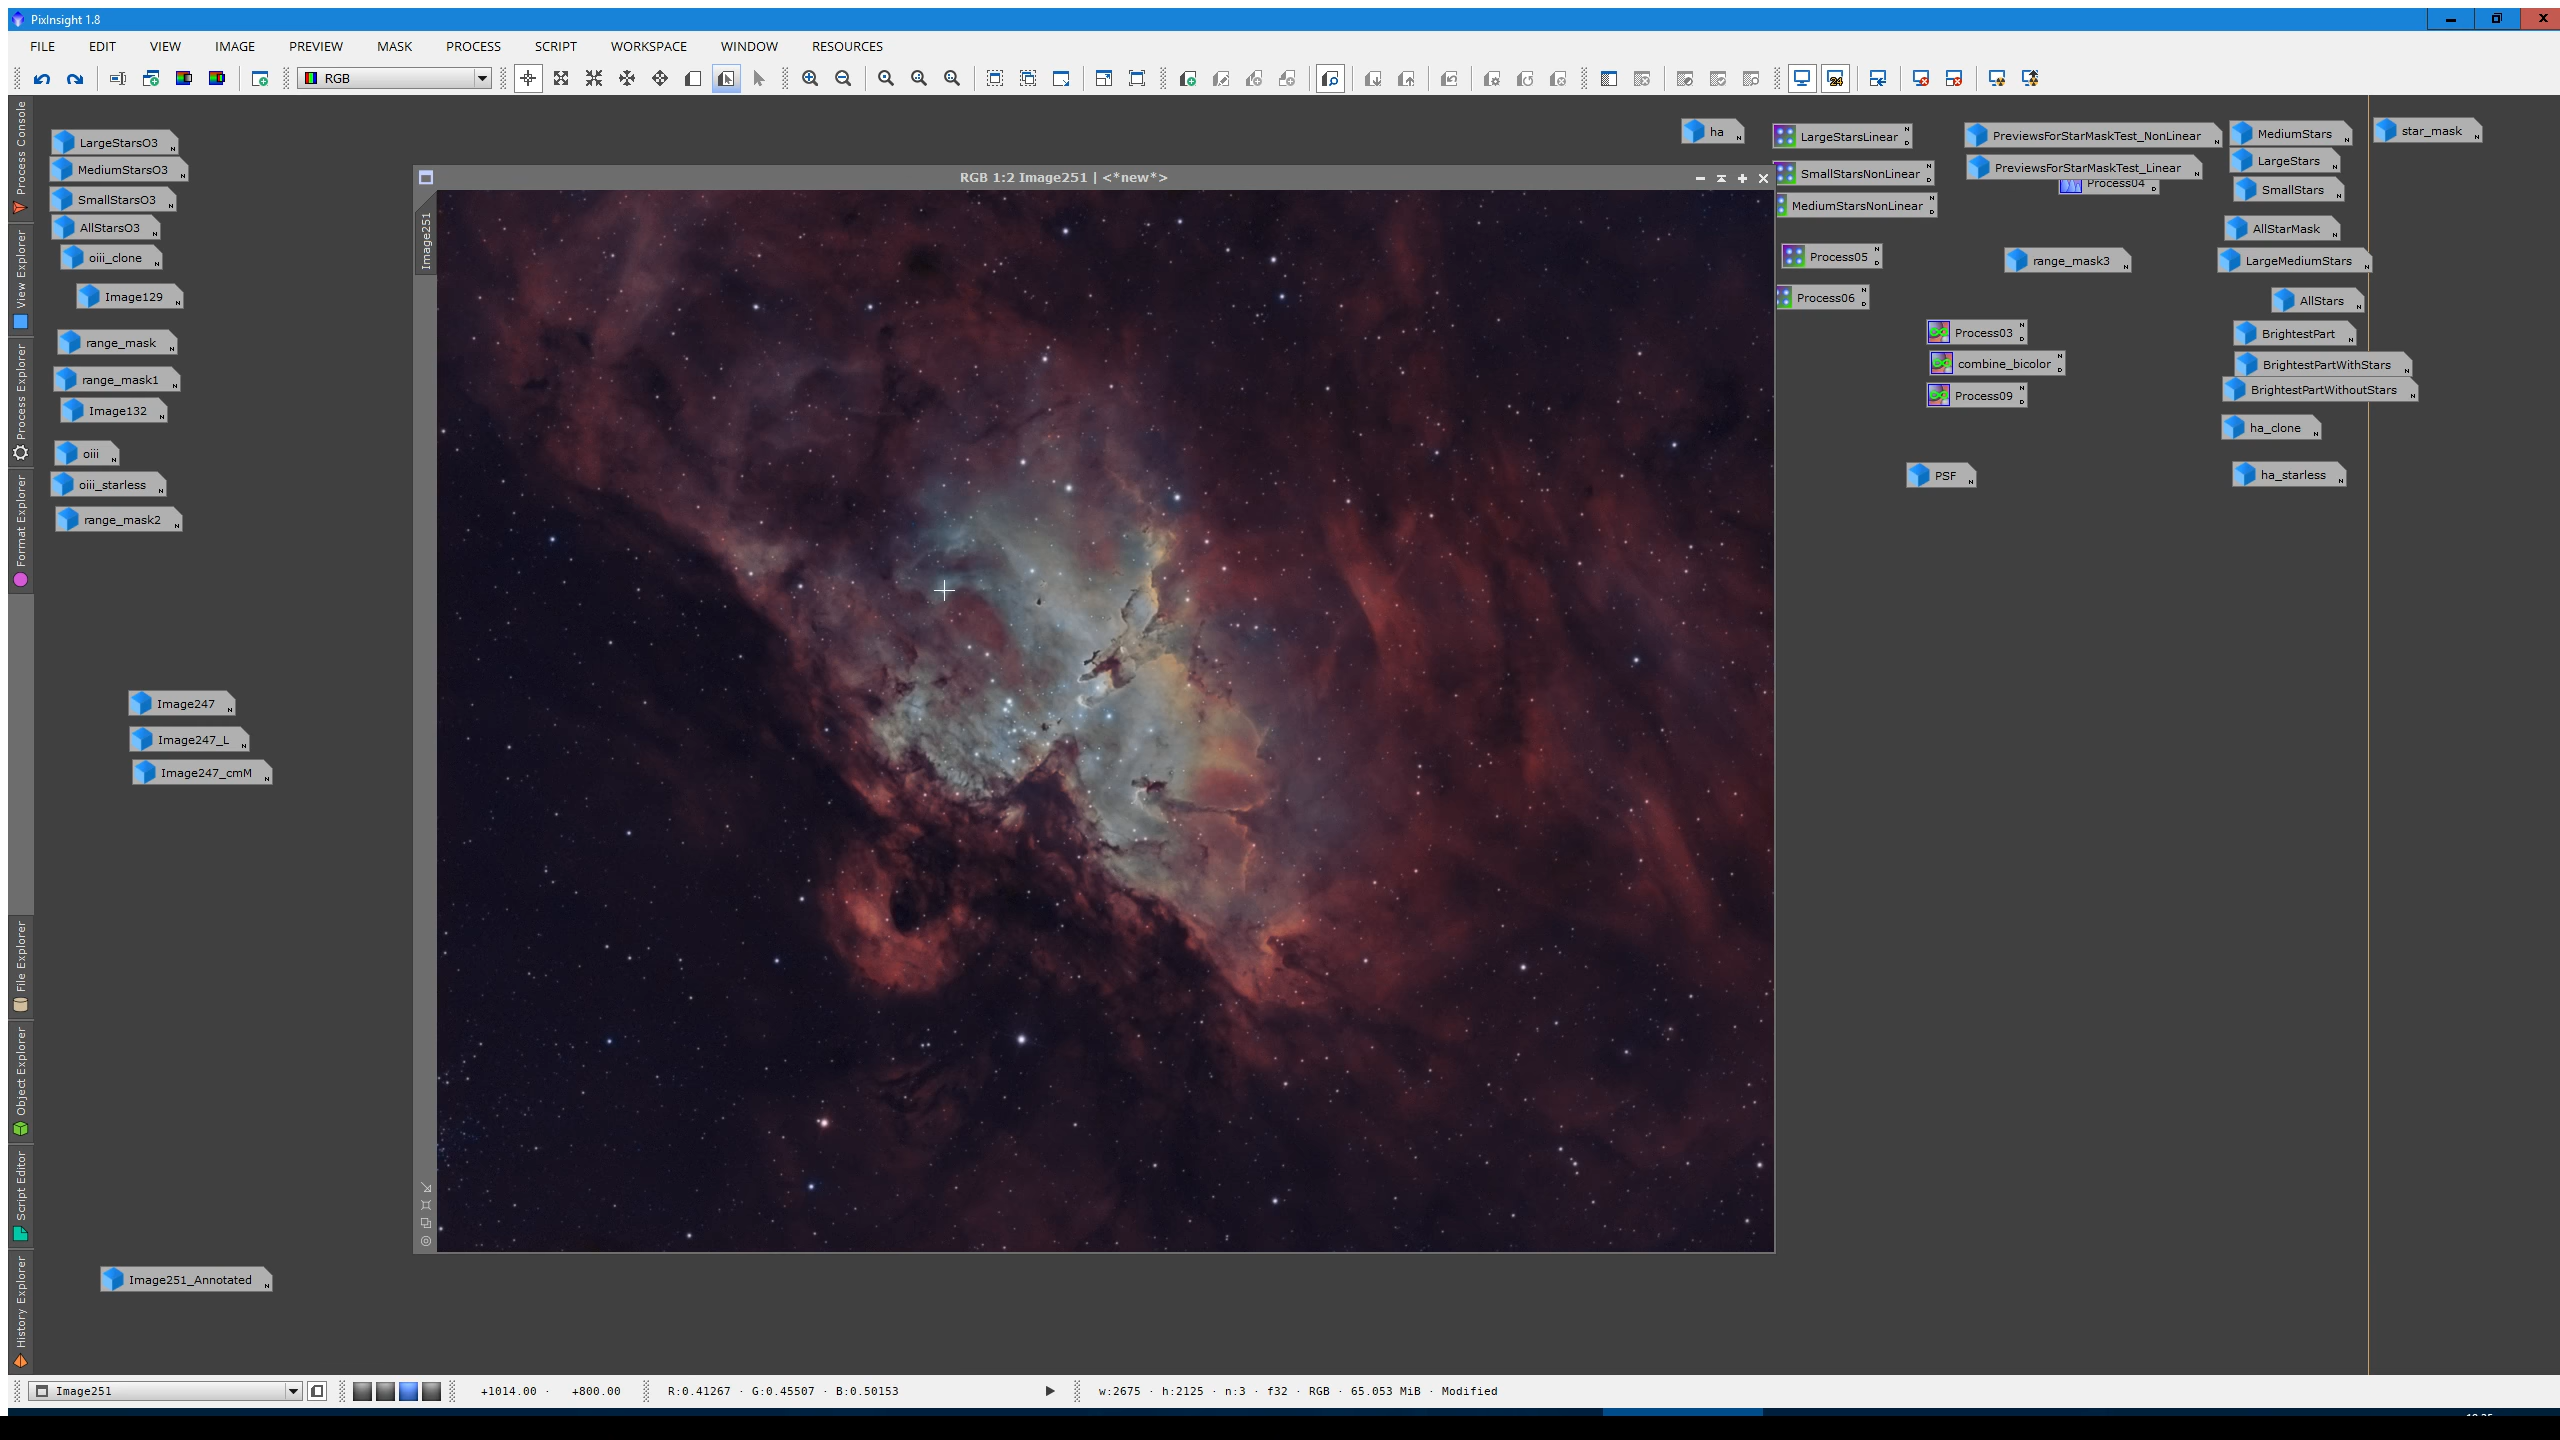 PixInsight 1.8
FILE EDIT VIEW IMAGE PREVIEW MASK PROCESS SCRIPT WORKSPACE WINDOW RESOURCES
RGB
24
Process Console
View Explorer
Process Explorer
Format Explorer
File Explorer
Object Explorer
Script Editor
History Explorer
LargeStarsO3
MediumStarsO3
SmallStarsO3
AllStarsO3
oiii_clone
Image129
range_mask
range_mask1
Image132
oiii
oiii_starless
range_mask2
Image247
Image247_L
Image247_cmM
Image251_Annotated
RGB 1:2 Image251 | <*new*>
Image251
ha
LargeStarsLinear
SmallStarsNonLinear
MediumStarsNonLinear
Process05
Process06
PreviewsForStarMaskTest_NonLinear
PreviewsForStarMaskTest_Linear
Process04
range_mask3
Process03
combine_bicolor
Process09
PSF
MediumStars
LargeStars
SmallStars
AllStarMask
LargeMediumStars
AllStars
BrightestPart
BrightestPartWithStars
BrightestPartWithoutStars
ha_clone
ha_starless
star_mask
Image251
+1014.00 · +800.00
R:0.41267 · G:0.45507 · B:0.50153
w:2675 · h:2125 · n:3 · f32 · RGB · 65.053 MiB · Modified